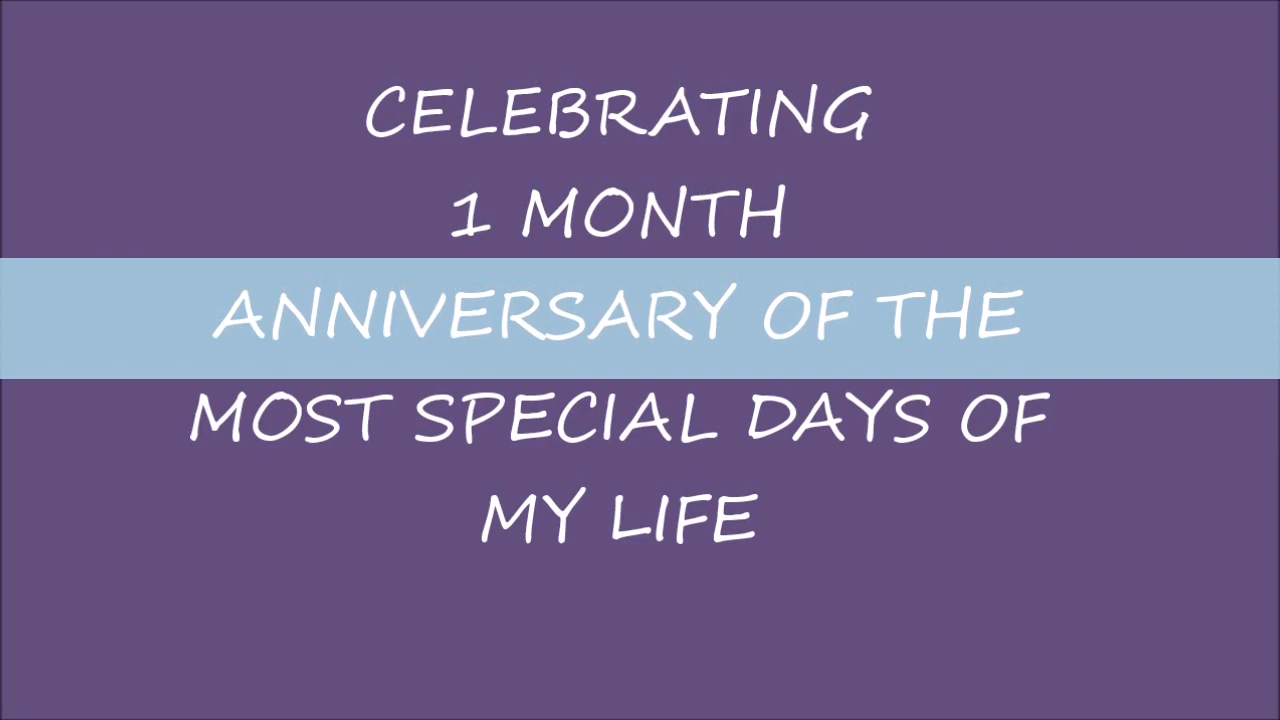 CELEBRATING
1 MONTH
ANNIVERSARY OF THE
MOST SPECIAL DAYS OF
MY LIFE